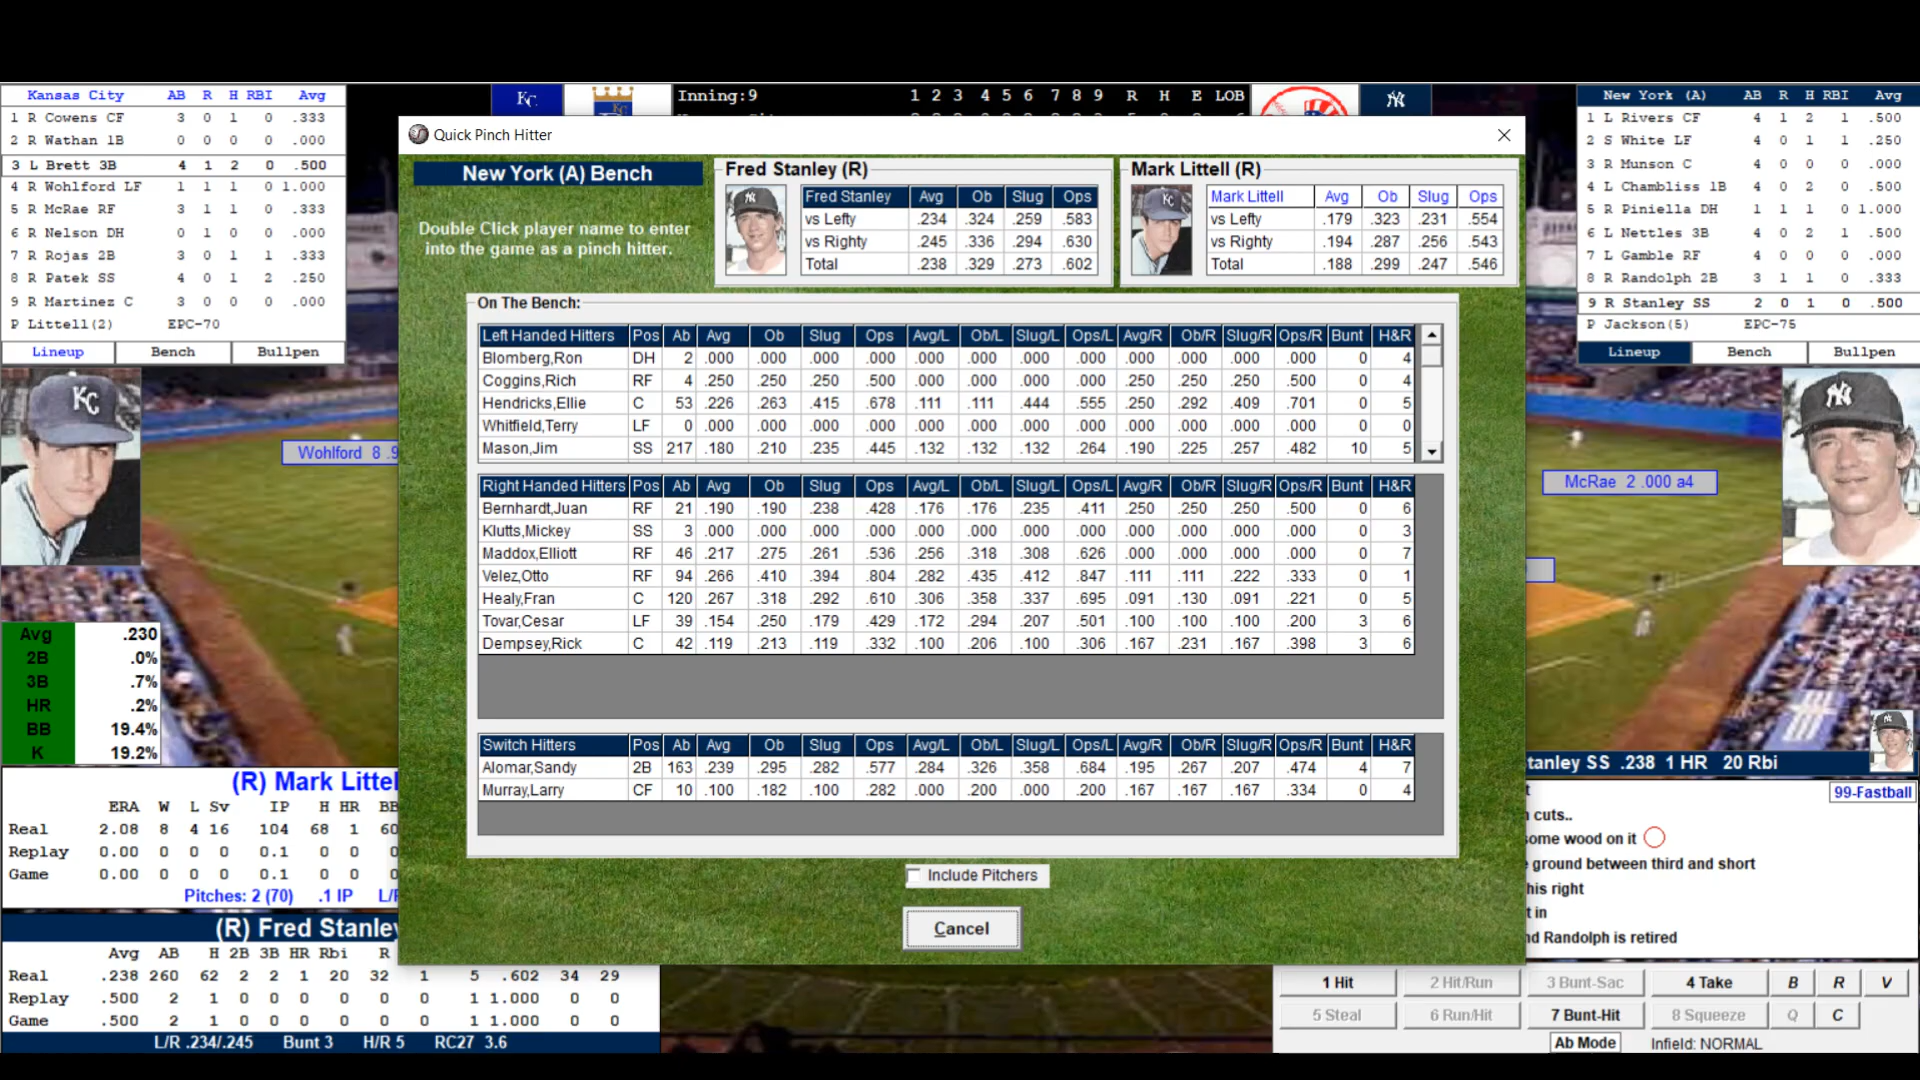 Kansas City AB R H RBI Avg
1 R Cowens CF 3 0 1 0 .333
2 R Wathan 1B 0 0 0 0 .000
3 L Brett 3B 4 1 2 0 .500
4 R Wohlford LF 1 1 1 0 1.000
5 R McRae RF 3 1 1 0 .333
6 R Nelson DH 0 1 0 0 .000
7 R Rojas 2B 3 0 1 1 .333
8 R Patek SS 4 0 1 2 .250
9 R Martinez C 3 0 0 0 .000
P Littell(2) EPC-70
Lineup Bench Bullpen
KC
Inning:9 1 2 3 4 5 6 7 8 9 R H E LOB
NY
New York (A) AB R H RBI Avg
1 L Rivers CF 4 1 2 1 .500
2 S White LF 4 0 1 1 .250
3 R Munson C 4 0 0 0 .000
4 L Chambliss 1B 4 0 2 0 .500
5 R Piniella DH 1 1 1 0 1.000
6 L Nettles 3B 4 0 2 1 .500
7 L Gamble RF 4 0 0 0 .000
8 R Randolph 2B 3 1 1 0 .333
9 R Stanley SS 2 0 1 0 .500
P Jackson(5) EPC-75
Lineup Bench Bullpen
Quick Pinch Hitter
New York (A) Bench
Double Click player name to enter
into the game as a pinch hitter.
Fred Stanley (R)
Fred Stanley Avg Ob Slug Ops
vs Lefty .234 .324 .259 .583
vs Righty .245 .336 .294 .630
Total .238 .329 .273 .602
Mark Littell (R)
Mark Littell Avg Ob Slug Ops
vs Lefty .179 .323 .231 .554
vs Righty .194 .287 .256 .543
Total .188 .299 .247 .546
On The Bench:
Left Handed Hitters Pos Ab Avg Ob Slug Ops Avg/L Ob/L Slug/L Ops/L Avg/R Ob/R Slug/R Ops/R Bunt H&R
Blomberg,Ron DH 2 .000 .000 .000 .000 .000 .000 .000 .000 .000 .000 .000 .000 0 4
Coggins,Rich RF 4 .250 .250 .250 .500 .000 .000 .000 .000 .250 .250 .250 .500 0 4
Hendricks,Ellie C 53 .226 .263 .415 .678 .111 .111 .444 .555 .250 .292 .409 .701 0 5
Whitfield,Terry LF 0 .000 .000 .000 .000 .000 .000 .000 .000 .000 .000 .000 .000 0 0
Mason,Jim SS 217 .180 .210 .235 .445 .132 .132 .132 .264 .190 .225 .257 .482 10 5
Right Handed Hitters Pos Ab Avg Ob Slug Ops Avg/L Ob/L Slug/L Ops/L Avg/R Ob/R Slug/R Ops/R Bunt H&R
Bernhardt,Juan RF 21 .190 .190 .238 .428 .176 .176 .235 .411 .250 .250 .250 .500 0 6
Klutts,Mickey SS 3 .000 .000 .000 .000 .000 .000 .000 .000 .000 .000 .000 .000 0 3
Maddox,Elliott RF 46 .217 .275 .261 .536 .256 .318 .308 .626 .000 .000 .000 .000 0 7
Velez,Otto RF 94 .266 .410 .394 .804 .282 .435 .412 .847 .111 .111 .222 .333 0 1
Healy,Fran C 120 .267 .318 .292 .610 .306 .358 .337 .695 .091 .130 .091 .221 0 5
Tovar,Cesar LF 39 .154 .250 .179 .429 .172 .294 .207 .501 .100 .100 .100 .200 3 6
Dempsey,Rick C 42 .119 .213 .119 .332 .100 .206 .100 .306 .167 .231 .167 .398 3 6
Switch Hitters Pos Ab Avg Ob Slug Ops Avg/L Ob/L Slug/L Ops/L Avg/R Ob/R Slug/R Ops/R Bunt H&R
Alomar,Sandy 2B 163 .239 .295 .282 .577 .284 .326 .358 .684 .195 .267 .207 .474 4 7
Murray,Larry CF 10 .100 .182 .100 .282 .000 .200 .000 .200 .167 .167 .167 .334 0 4
Include Pitchers
Cancel
Wohlford 8 .9
McRae 2 .000 a4
Avg .230
2B .0%
3B .7%
HR .2%
BB 19.4%
K 19.2%
(R) Mark Littel
ERA W L Sv IP H HR BB
Real 2.08 8 4 16 104 68 1 60
Replay 0.00 0 0 0 0.1 0 0 0
Game 0.00 0 0 0 0.1 0 0 0
Pitches: 2 (70) .1 IP L/F
(R) Fred Stanley
Avg AB H 2B 3B HR Rbi R
Real .238 260 62 2 2 1 20 32 1 5 .602 34 29
Replay .500 2 1 0 0 0 0 0 0 1 1.000 0 0
Game .500 2 1 0 0 0 0 0 0 1 1.000 0 0
L/R .234/.245 Bunt 3 H/R 5 RC27 3.6
tanley SS .238 1 HR 20 Rbi
99-Fastball
cuts..
some wood on it
ground between third and short
his right
t in
nd Randolph is retired
1 Hit 2 Hit/Run 3 Bunt-Sac 4 Take B R V
5 Steal 6 Run/Hit 7 Bunt-Hit 8 Squeeze Q C
Ab Mode Infield: NORMAL